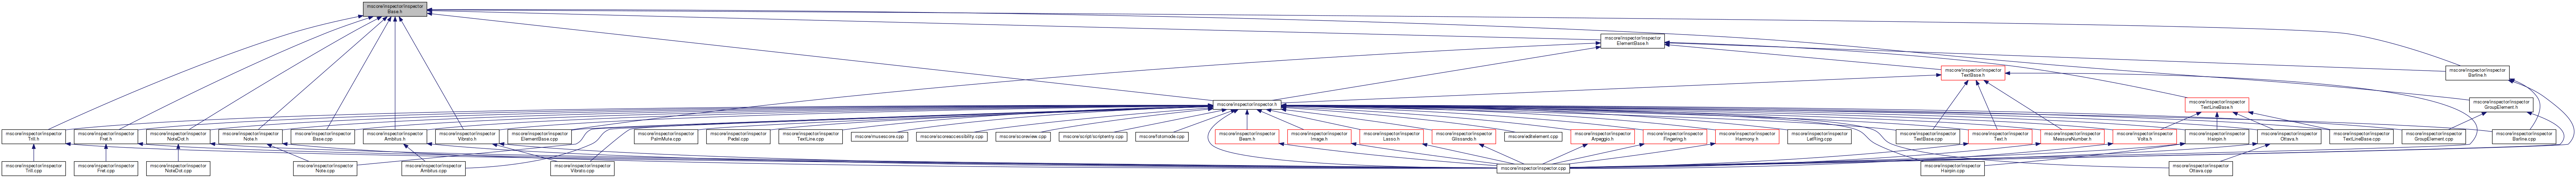 mscore/inspector/inspector
Base.h
mscore/inspector/inspector
ElementBase.h
mscore/inspector/inspector
TextBase.h
mscore/inspector/inspector
Barline.h
mscore/inspector/inspector.h
mscore/inspector/inspector
TextLineBase.h
mscore/inspector/inspector
GroupElement.h
mscore/inspector/inspector
Trill.h
mscore/inspector/inspector
Fret.h
mscore/inspector/inspector
NoteDot.h
mscore/inspector/inspector
Note.h
mscore/inspector/inspector
Base.cpp
mscore/inspector/inspector
Ambitus.h
mscore/inspector/inspector
Vibrato.h
mscore/inspector/inspector
ElementBase.cpp
mscore/inspector/inspector
PalmMute.cpp
mscore/inspector/inspector
Pedal.cpp
mscore/inspector/inspector
TextLine.cpp
mscore/musescore.cpp
mscore/scoreaccessibility.cpp
mscore/scoreview.cpp
mscore/script/scriptentry.cpp
mscore/fotomode.cpp
mscore/inspector/inspector
Beam.h
mscore/inspector/inspector
Image.h
mscore/inspector/inspector
Lasso.h
mscore/inspector/inspector
Glissando.h
mscore/editelement.cpp
mscore/inspector/inspector
Arpeggio.h
mscore/inspector/inspector
Fingering.h
mscore/inspector/inspector
Harmony.h
mscore/inspector/inspector
LetRing.cpp
mscore/inspector/inspector
TextBase.cpp
mscore/inspector/inspector
Text.h
mscore/inspector/inspector
MeasureNumber.h
mscore/inspector/inspector
Volta.h
mscore/inspector/inspector
Hairpin.h
mscore/inspector/inspector
Ottava.h
mscore/inspector/inspector
TextLineBase.cpp
mscore/inspector/inspector
GroupElement.cpp
mscore/inspector/inspector
Barline.cpp
mscore/inspector/inspector
Trill.cpp
mscore/inspector/inspector
Fret.cpp
mscore/inspector/inspector
NoteDot.cpp
mscore/inspector/inspector
Note.cpp
mscore/inspector/inspector
Ambitus.cpp
mscore/inspector/inspector
Vibrato.cpp
mscore/inspector/inspector.cpp
mscore/inspector/inspector
Hairpin.cpp
mscore/inspector/inspector
Ottava.cpp